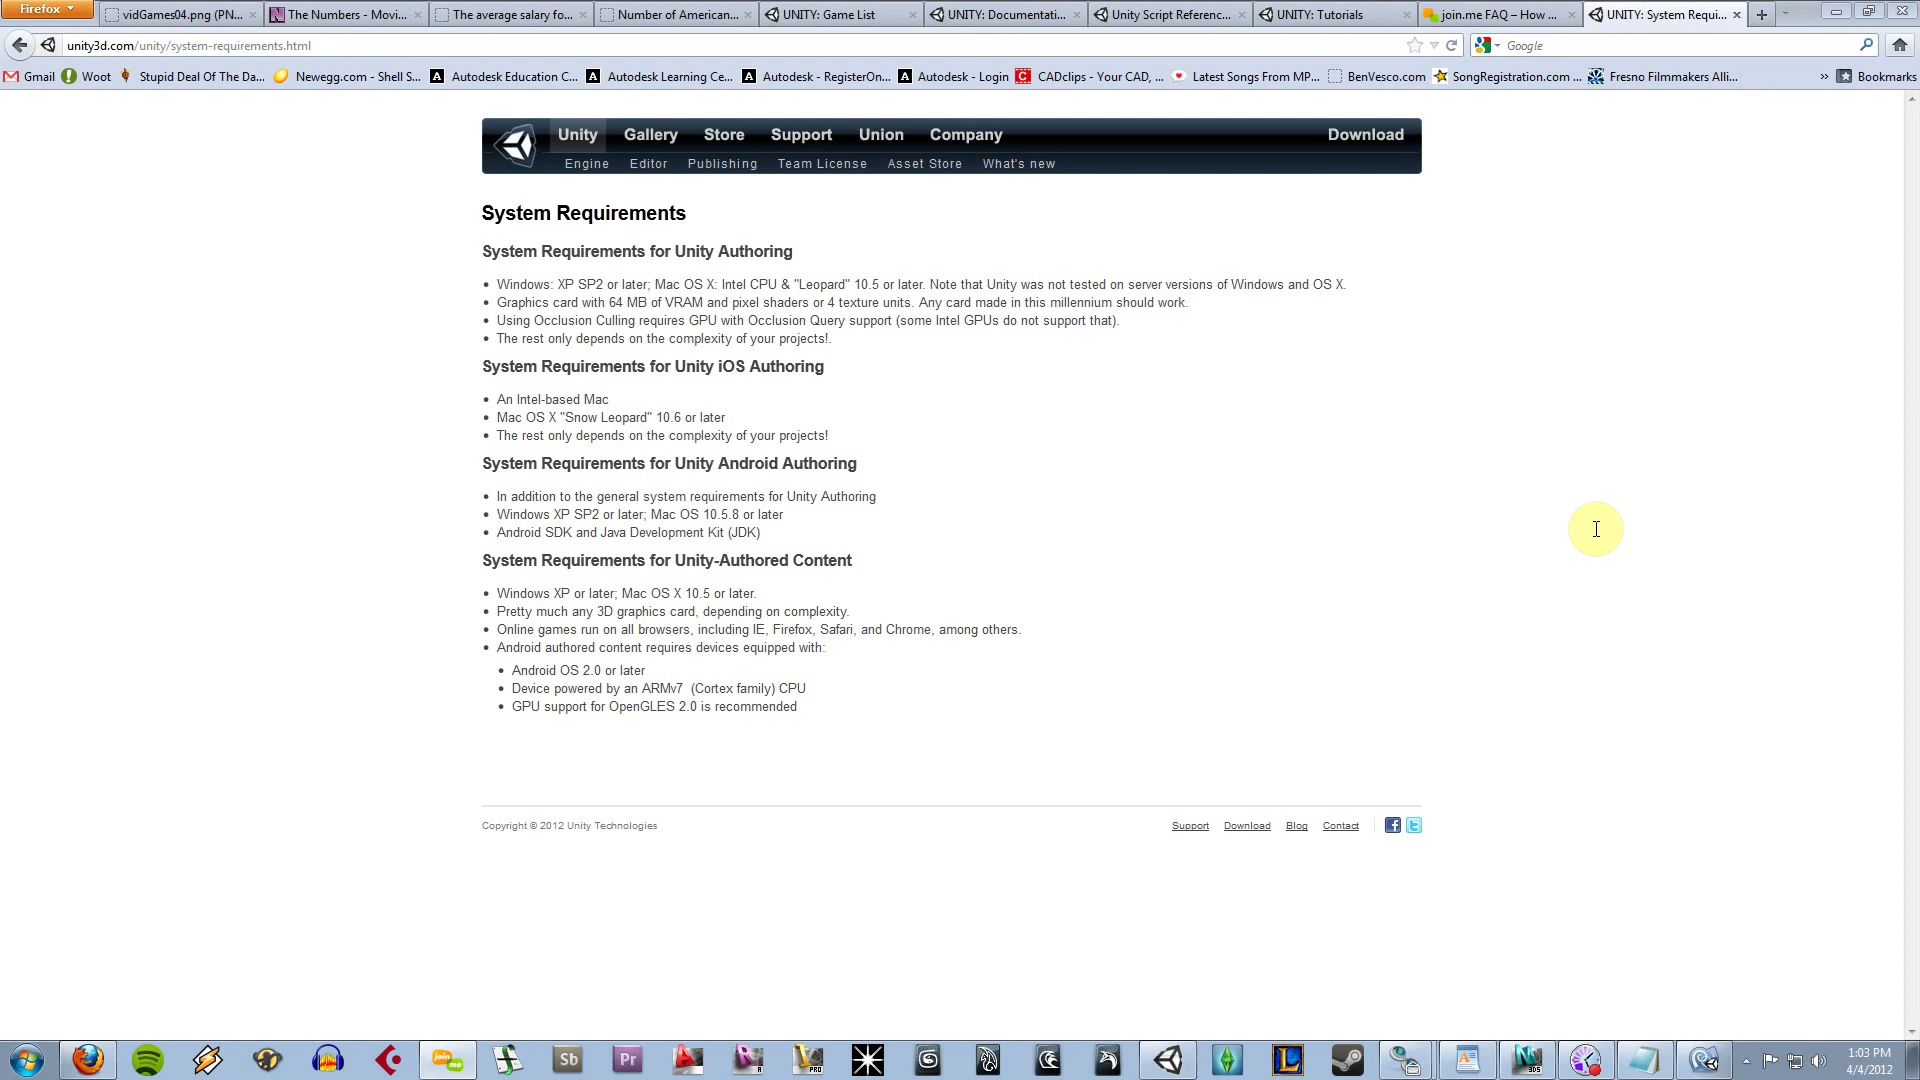 Firefox
vidGames04.png (PN...
The Numbers - Movi...
The average salary fo...
Number of American...
UNITY: Game List
UNITY: Documentati...
Unity Script Referenc...
UNITY: Tutorials
join.me FAQ – How ...
UNITY: System Requi...
unity3d.com/unity/system-requirements.html
Google
Gmail
Woot
Stupid Deal Of The Da...
Newegg.com - Shell S...
Autodesk Education C...
Autodesk Learning Ce...
Autodesk - RegisterOn...
Autodesk - Login
CADclips - Your CAD, ...
Latest Songs From MP...
BenVesco.com
SongRegistration.com ...
Fresno Filmmakers Alli...
Bookmarks
Unity Gallery Store Support Union Company Download
Engine Editor Publishing Team License Asset Store What's new
System Requirements
System Requirements for Unity Authoring
Windows: XP SP2 or later; Mac OS X: Intel CPU & "Leopard" 10.5 or later. Note that Unity was not tested on server versions of Windows and OS X.
Graphics card with 64 MB of VRAM and pixel shaders or 4 texture units. Any card made in this millennium should work.
Using Occlusion Culling requires GPU with Occlusion Query support (some Intel GPUs do not support that).
The rest only depends on the complexity of your projects!.
System Requirements for Unity iOS Authoring
An Intel-based Mac
Mac OS X "Snow Leopard" 10.6 or later
The rest only depends on the complexity of your projects!
System Requirements for Unity Android Authoring
In addition to the general system requirements for Unity Authoring
Windows XP SP2 or later; Mac OS 10.5.8 or later
Android SDK and Java Development Kit (JDK)
System Requirements for Unity-Authored Content
Windows XP or later; Mac OS X 10.5 or later.
Pretty much any 3D graphics card, depending on complexity.
Online games run on all browsers, including IE, Firefox, Safari, and Chrome, among others.
Android authored content requires devices equipped with:
Android OS 2.0 or later
Device powered by an ARMv7 (Cortex family) CPU
GPU support for OpenGLES 2.0 is recommended
Copyright © 2012 Unity Technologies
Support Download Blog Contact
join me
Sb
Pr
PRO
1:03 PM
4/4/2012